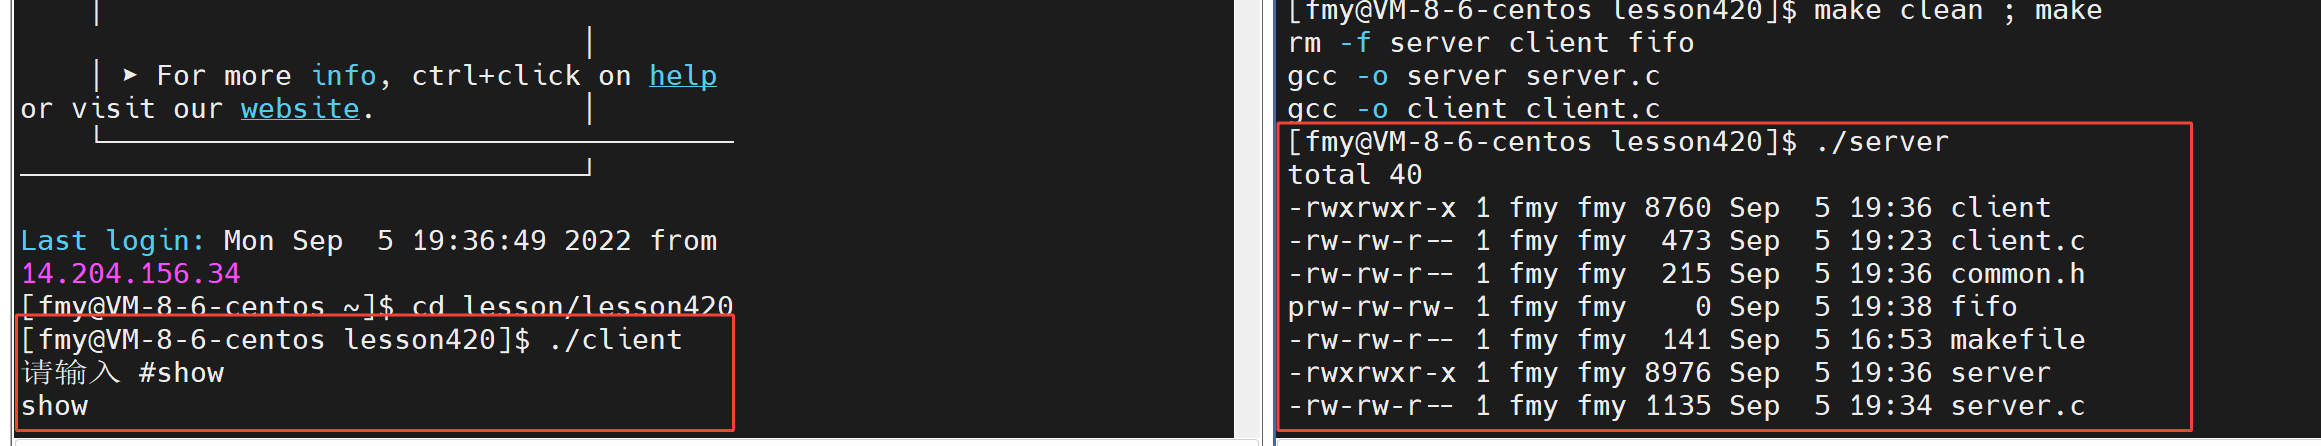 ➤ For more info, ctrl+click on help
or visit our website.
Last login: Mon Sep  5 19:36:49 2022 from
14.204.156.34
[fmy@VM-8-6-centos ~]$ cd lesson/lesson420
[fmy@VM-8-6-centos lesson420]$ ./client
请输入 #show
show
[fmy@VM-8-6-centos lesson420]$ make clean ; make
rm -f server client fifo
gcc -o server server.c
gcc -o client client.c
[fmy@VM-8-6-centos lesson420]$ ./server
total 40
-rwxrwxr-x 1 fmy fmy 8760 Sep  5 19:36 client
-rw-rw-r-- 1 fmy fmy  473 Sep  5 19:23 client.c
-rw-rw-r-- 1 fmy fmy  215 Sep  5 19:36 common.h
prw-rw-rw- 1 fmy fmy    0 Sep  5 19:38 fifo
-rw-rw-r-- 1 fmy fmy  141 Sep  5 16:53 makefile
-rwxrwxr-x 1 fmy fmy 8976 Sep  5 19:36 server
-rw-rw-r-- 1 fmy fmy 1135 Sep  5 19:34 server.c